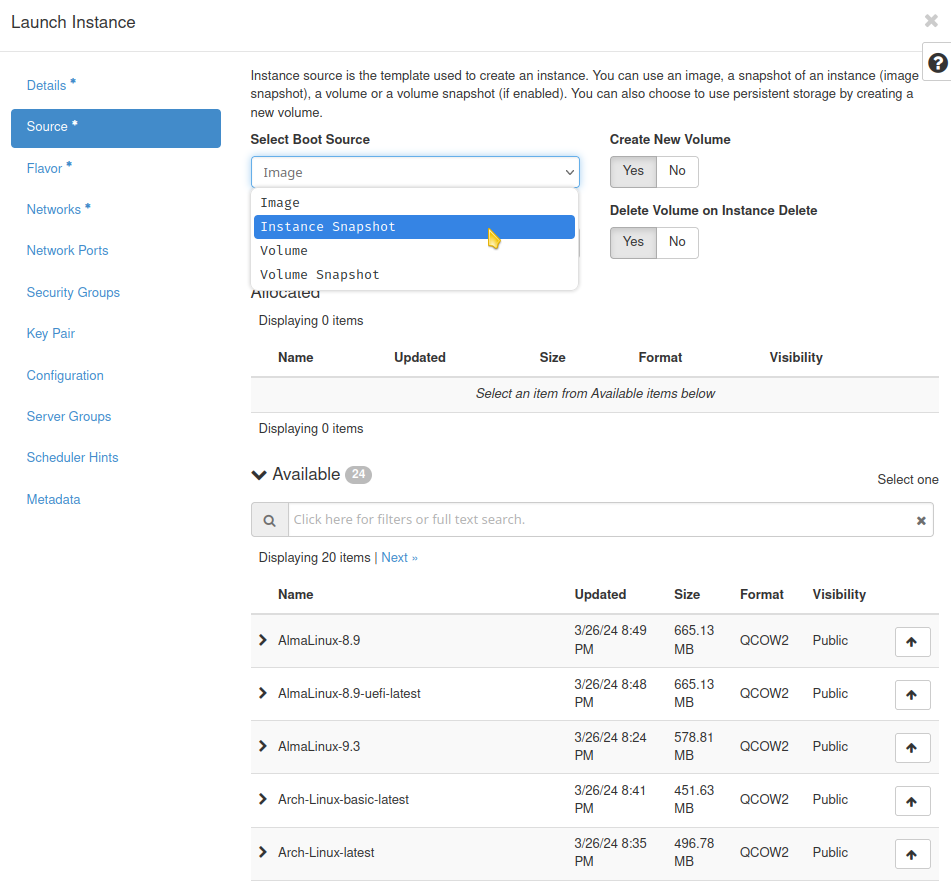 Launch Instance
Details *
Source *
Flavor *
Networks *
Network Ports
Security Groups
Key Pair
Configuration
Server Groups
Scheduler Hints
Metadata
Instance source is the template used to create an instance. You can use an image, a snapshot of an instance (image
snapshot), a volume or a volume snapshot (if enabled). You can also choose to use persistent storage by creating a
new volume.
Select Boot Source
Image
Image
Instance Snapshot
Volume
Volume Snapshot
Create New Volume
Yes No
Delete Volume on Instance Delete
Yes No
Allocated
Displaying 0 items
Name Updated Size Format Visibility
Select an item from Available items below
Displaying 0 items
Available 24
Select one
Click here for filters or full text search.
Displaying 20 items | Next »
Name Updated Size Format Visibility
AlmaLinux-8.9 3/26/24 8:49 PM 665.13 MB QCOW2 Public
AlmaLinux-8.9-uefi-latest 3/26/24 8:48 PM 665.13 MB QCOW2 Public
AlmaLinux-9.3 3/26/24 8:24 PM 578.81 MB QCOW2 Public
Arch-Linux-basic-latest 3/26/24 8:41 PM 451.63 MB QCOW2 Public
Arch-Linux-latest 3/26/24 8:35 PM 496.78 MB QCOW2 Public